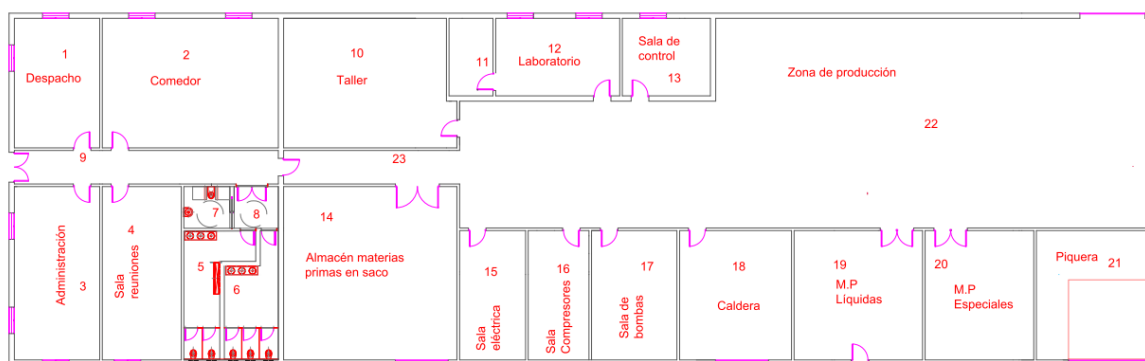 1
Despacho
2
Comedor
10
Taller
11
12
Laboratorio
Sala de
control
13
Zona de producción
22
9
23
Administración
3
4
Sala
reuniones
7
8
5
6
14
Almacén materias
primas en saco
15
Sala
eléctrica
16
Sala
Compresores
17
Sala de
bombas
18
Caldera
19
M.P
Líquidas
20
M.P
Especiales
Piquera
21